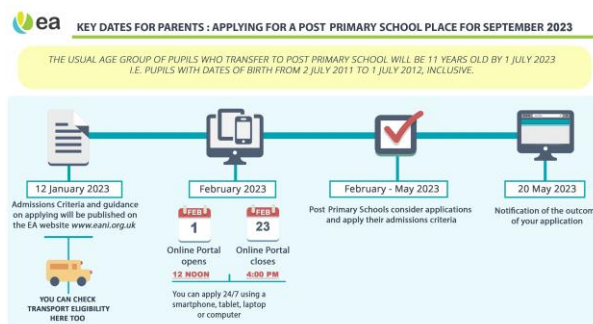 ea
KEY DATES FOR PARENTS : APPLYING FOR A POST PRIMARY SCHOOL PLACE FOR SEPTEMBER 2023
THE USUAL AGE GROUP OF PUPILS WHO TRANSFER TO POST PRIMARY SCHOOL WILL BE 11 YEARS OLD BY 1 JULY 2023
I.E. PUPILS WITH DATES OF BIRTH FROM 2 JULY 2011 TO 1 JULY 2012, INCLUSIVE.
12 January 2023
Admissions Criteria and guidance
on applying will be published on
the EA website www.eani.org.uk
YOU CAN CHECK
TRANSPORT ELIGIBILITY
HERE TOO
February 2023
FEB
1
Online Portal
opens
12 NOON
FEB
23
Online Portal
closes
4:00 PM
You can apply 24/7 using a
smartphone, tablet, laptop
or computer
February - May 2023
Post Primary Schools consider applications
and apply their admissions criteria
20 May 2023
Notification of the outcome
of your application